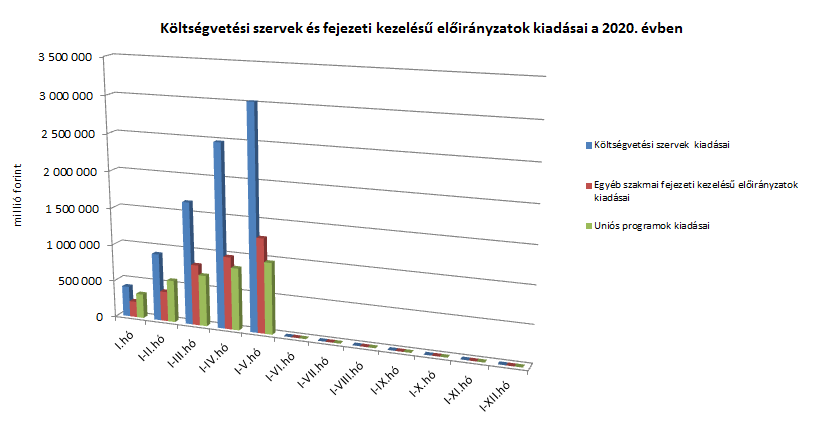 Költségvetési szervek és fejezeti kezelésű előirányzatok kiadásai a 2020. évben
millió forint
3 500 000
3 000 000
2 500 000
2 000 000
1 500 000
1 000 000
500 000
0
I.hó
I-II.hó
I-III.hó
I-IV.hó
I-V.hó
I-VI.hó
I-VII.hó
I-VIII.hó
I-IX.hó
I-X.hó
I-XI.hó
I-XII.hó
Költségvetési szervek kiadásai
Egyéb szakmai fejezeti kezelésű előirányzatok
kiadásai
Uniós programok kiadásai